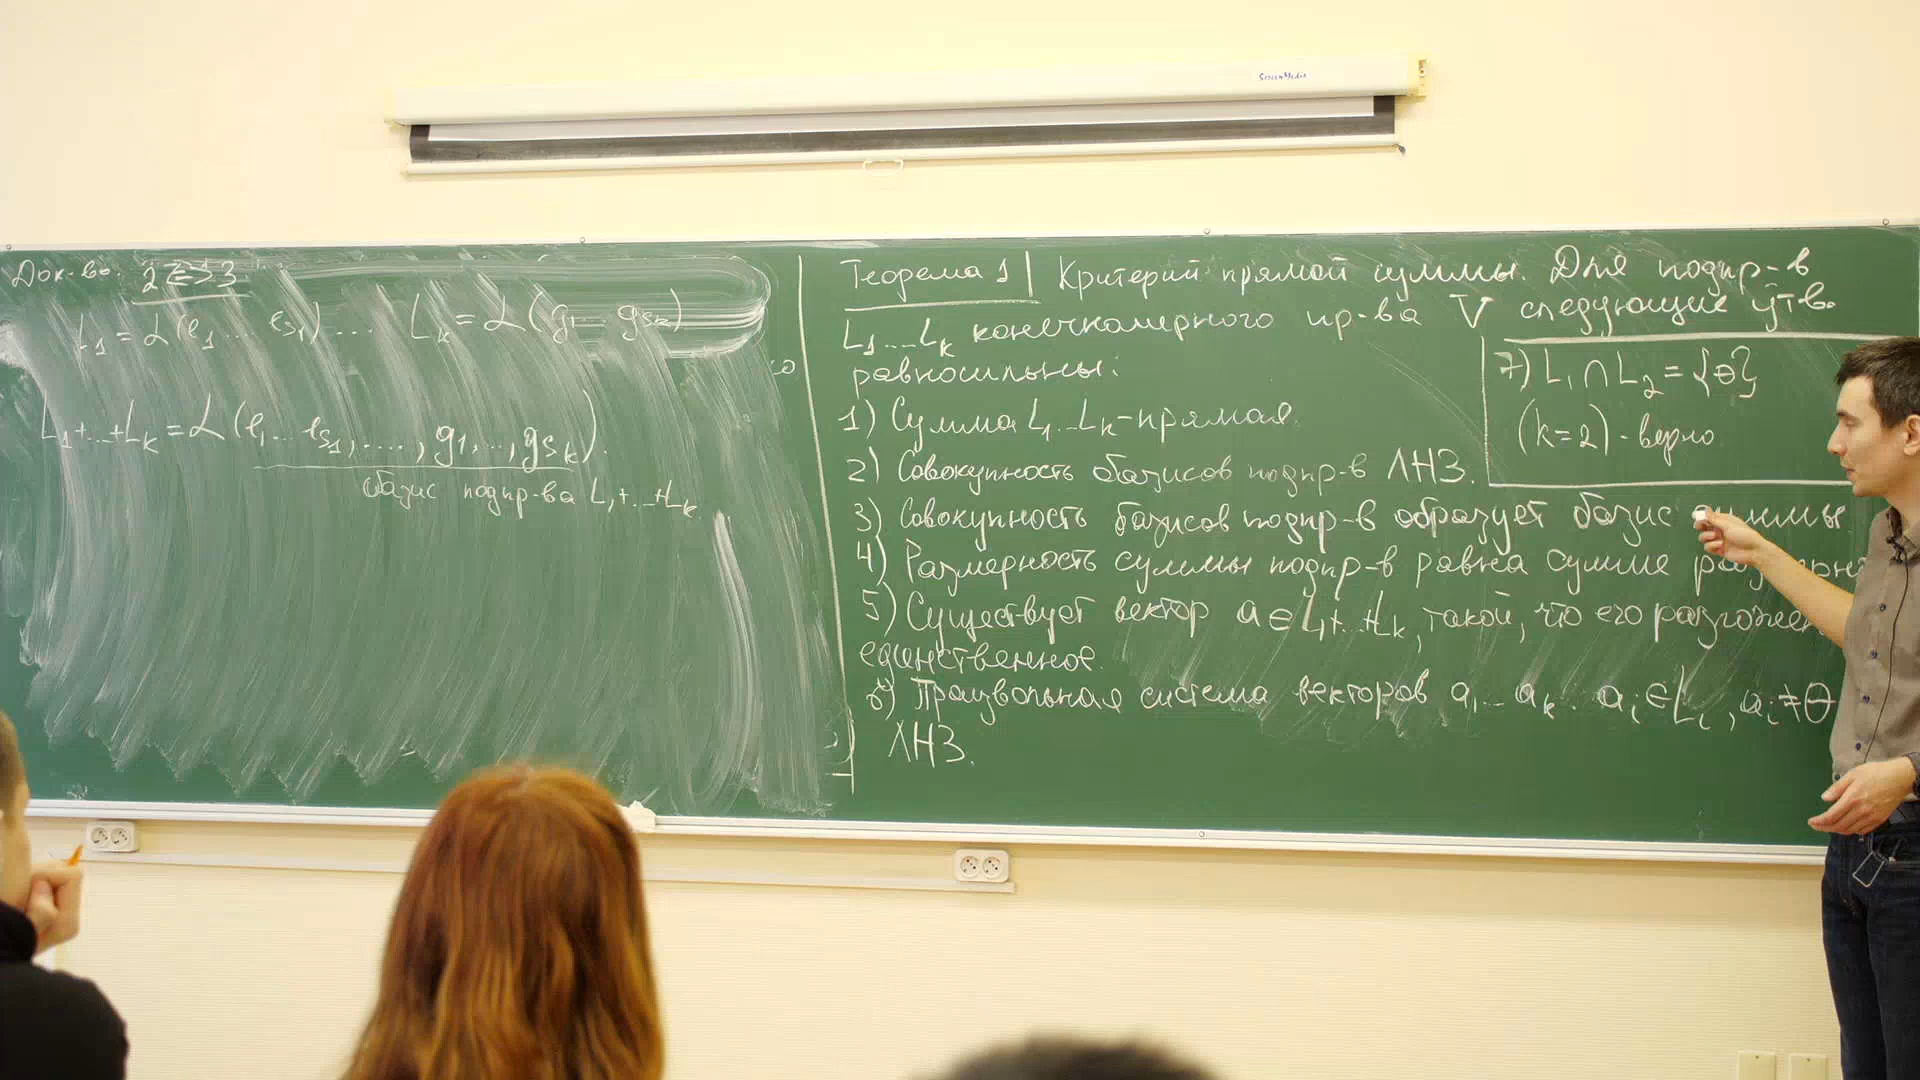 ScreenMedia
Док-во. 2 <=> 3
L₁ = L(e₁... e_s₁) ... L_k = L(g₁... g_sk)
L₁+...+L_k = L(e₁... e_s₁, ...., g₁, ..., g_sk).
базис подпр-ва L₁+...+L_k.
Теорема 1 | Критерий прямой суммы. Для подпр-в
L₁...L_k конечномерного пр-ва V следующие утв.
равносильны:
1) Сумма L₁...L_k - прямая.
2) Совокупность базисов подпр-в ЛНЗ.
3) Совокупность базисов подпр-в образует базис суммы
4) Размерность суммы подпр-в равна сумме
5) Существует вектор a ∈ L₁+...+L_k, такой, что его
единственное.
6) Произвольная система векторов a₁...a_k. a_i ∈ L_i, a_i ≠ θ
ЛНЗ.
7) L₁ ∩ L₂ = {θ}
(k=2) - верно